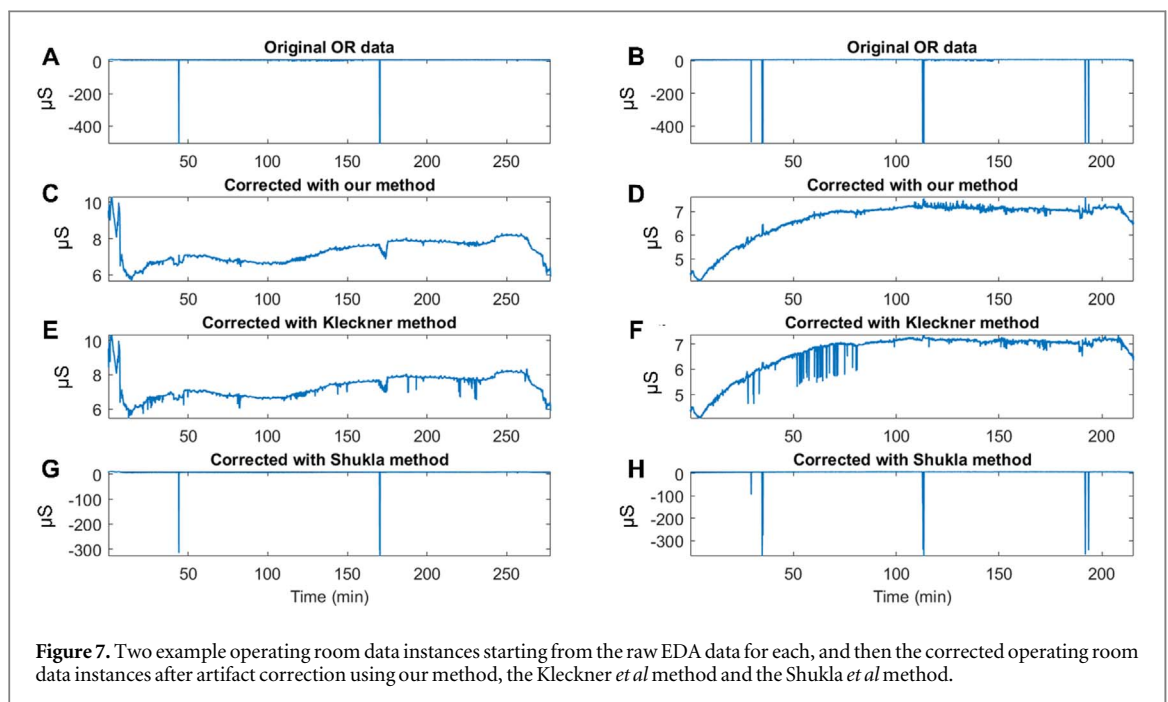 A
Original OR data
µS
0
-200
-400
50 100 150 200 250
B
Original OR data
µS
0
-200
-400
50 100 150 200
C
Corrected with our method
µS
10
8
6
50 100 150 200 250
D
Corrected with our method
µS
7
6
5
50 100 150 200
E
Corrected with Kleckner method
µS
10
8
6
50 100 150 200 250
F
Corrected with Kleckner method
µS
7
6
5
50 100 150 200
G
Corrected with Shukla method
µS
0
-100
-200
-300
50 100 150 200 250
Time (min)
H
Corrected with Shukla method
µS
0
-100
-200
-300
50 100 150 200
Time (min)
Figure 7. Two example operating room data instances starting from the raw EDA data for each, and then the corrected operating room
data instances after artifact correction using our method, the Kleckner et al method and the Shukla et al method.